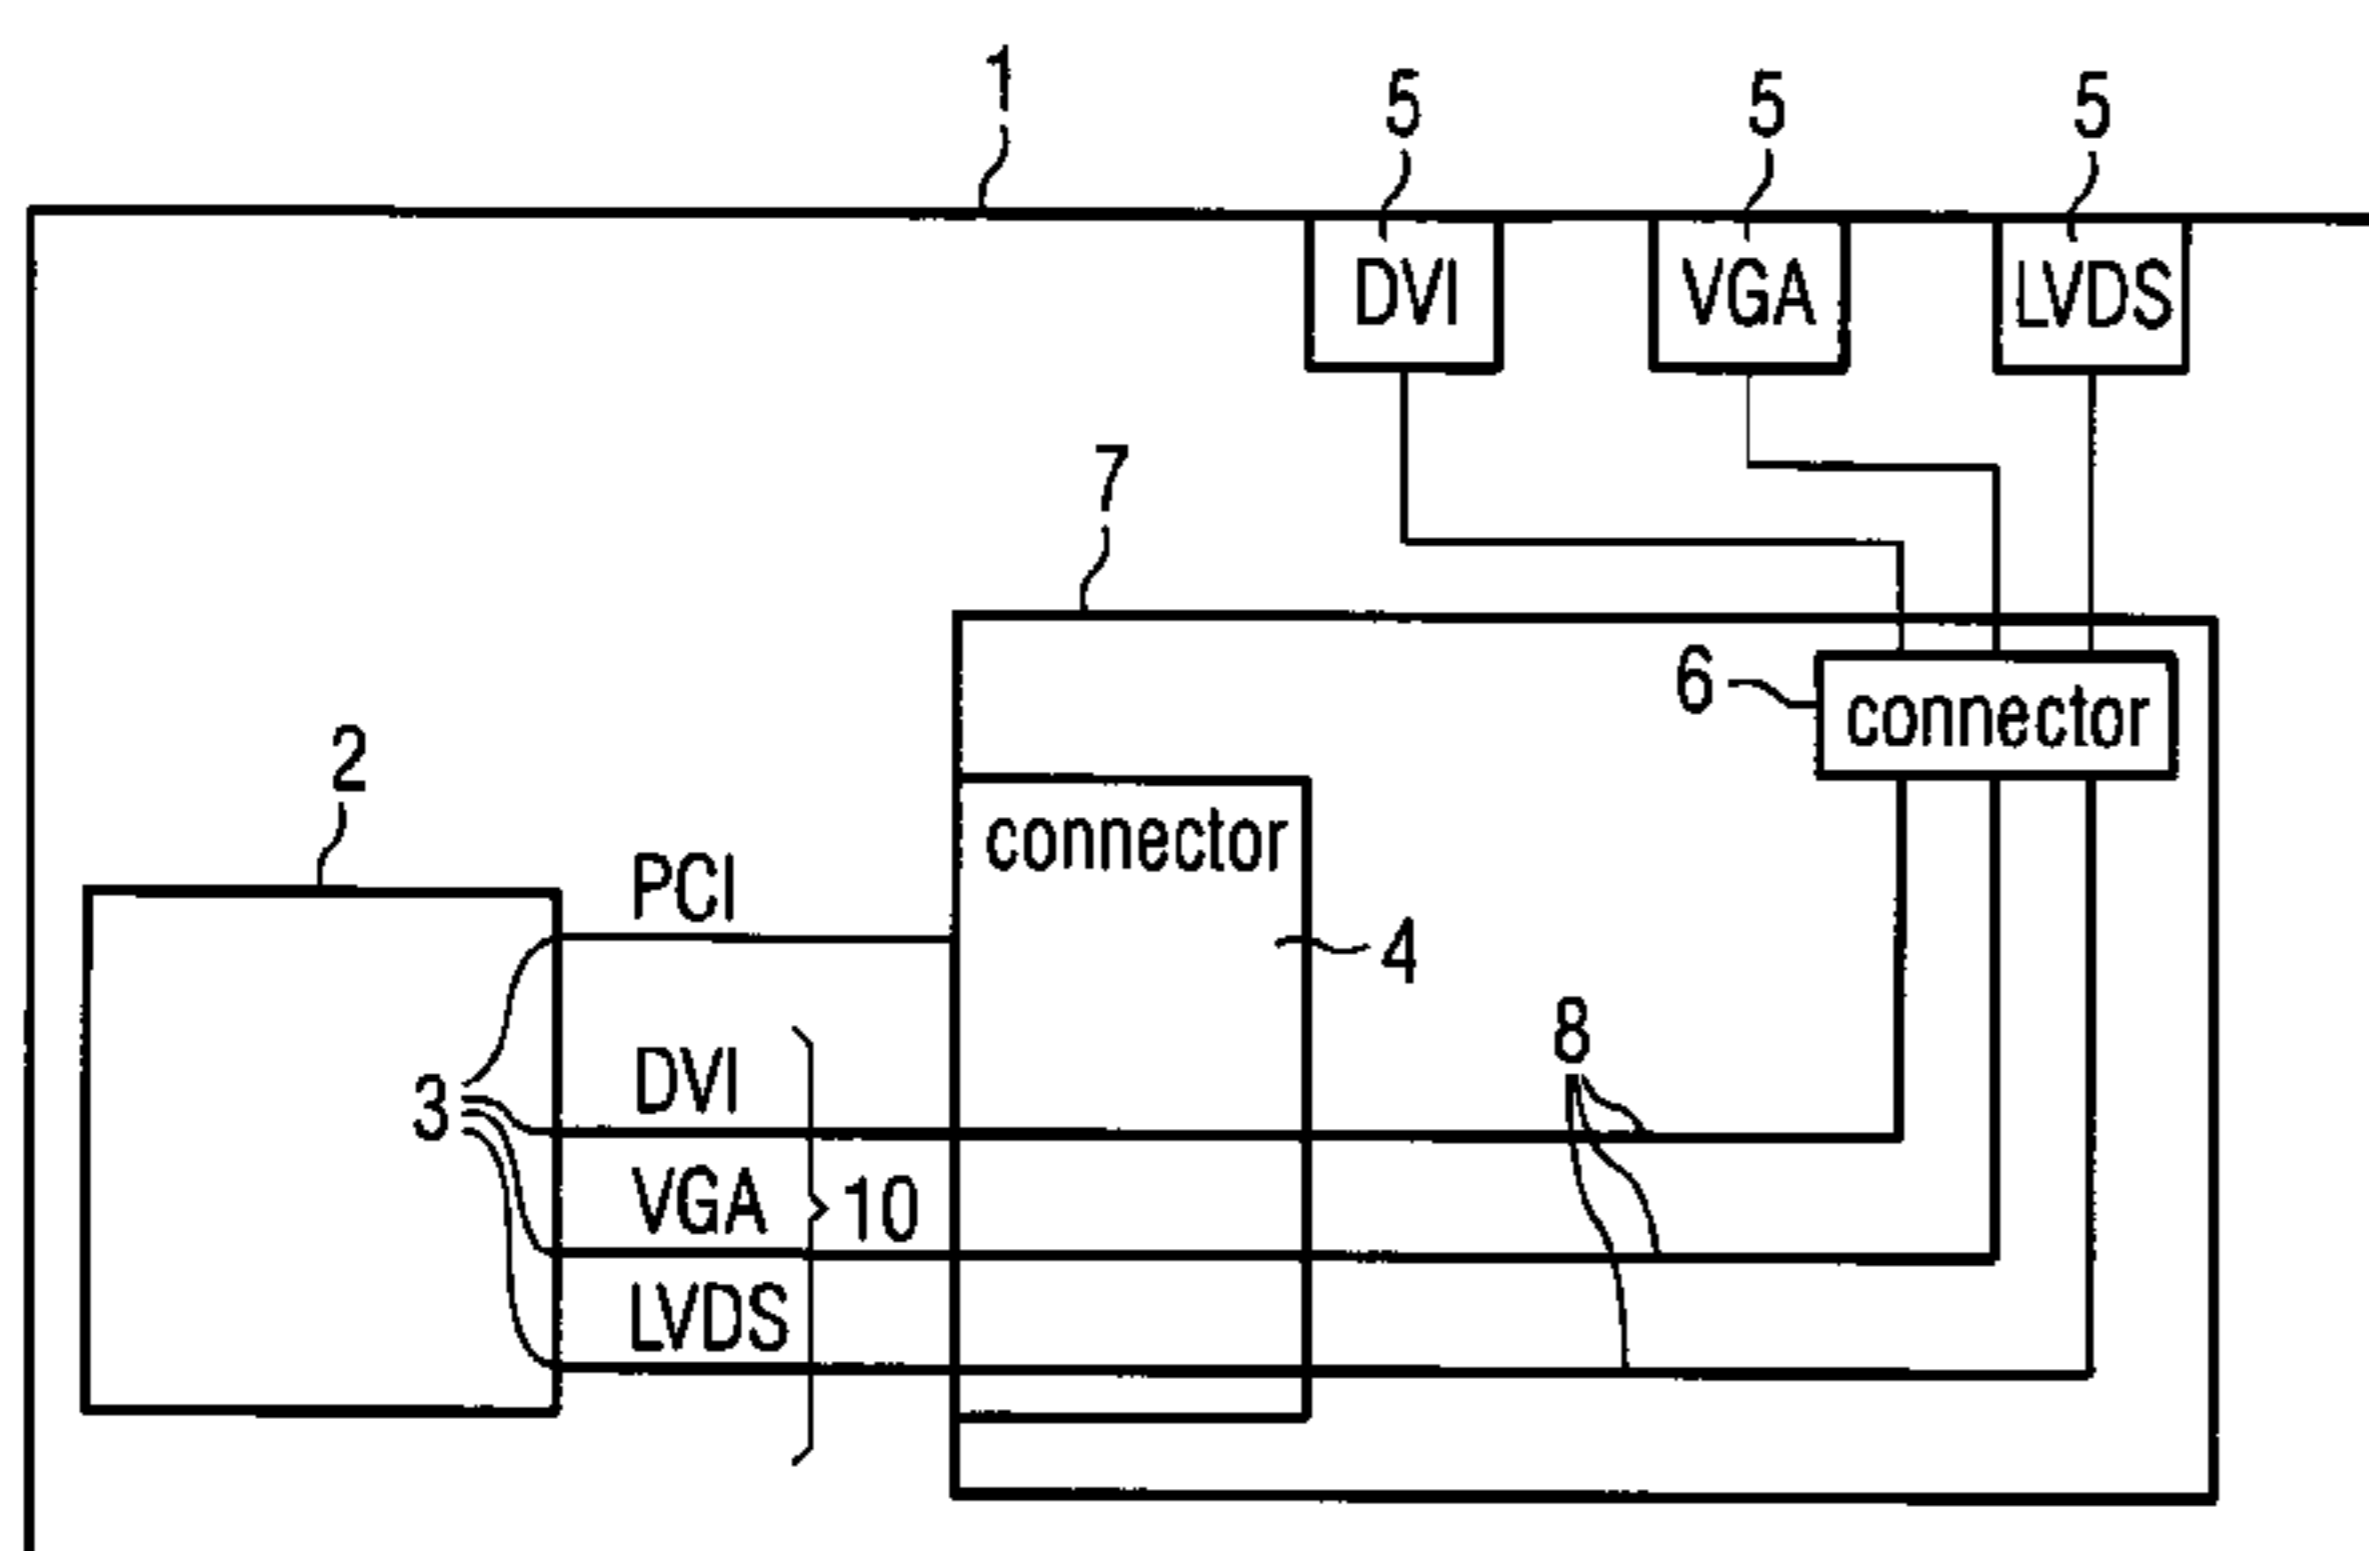 1
5 5 5
DVI VGA LVDS
7
6 connector
2
connector
PCI
4
8
DVI
3
VGA 10
LVDS